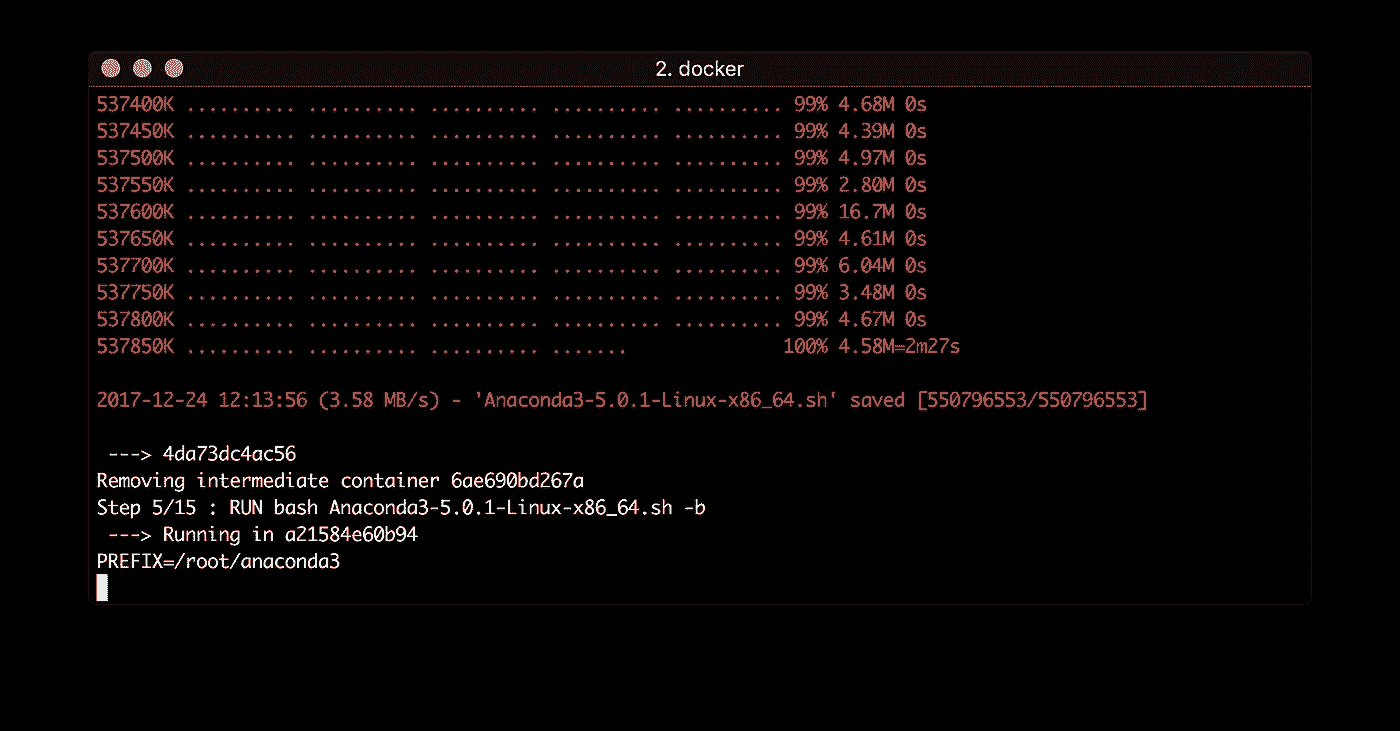 2. docker
537400K .......... .......... .......... .......... .......... 99% 4.68M 0s
537450K .......... .......... .......... .......... .......... 99% 4.39M 0s
537500K .......... .......... .......... .......... .......... 99% 4.97M 0s
537550K .......... .......... .......... .......... .......... 99% 2.80M 0s
537600K .......... .......... .......... .......... .......... 99% 16.7M 0s
537650K .......... .......... .......... .......... .......... 99% 4.61M 0s
537700K .......... .......... .......... .......... .......... 99% 6.04M 0s
537750K .......... .......... .......... .......... .......... 99% 3.48M 0s
537800K .......... .......... .......... .......... .......... 99% 4.67M 0s
537850K .......... .......... .......... ....... 100% 4.58M=2m27s
2017-12-24 12:13:56 (3.58 MB/s) - 'Anaconda3-5.0.1-Linux-x86_64.sh' saved [550796553/550796553]
---> 4da73dc4ac56
Removing intermediate container 6ae690bd267a
Step 5/15 : RUN bash Anaconda3-5.0.1-Linux-x86_64.sh -b
---> Running in a21584e60b94
PREFIX=/root/anaconda3